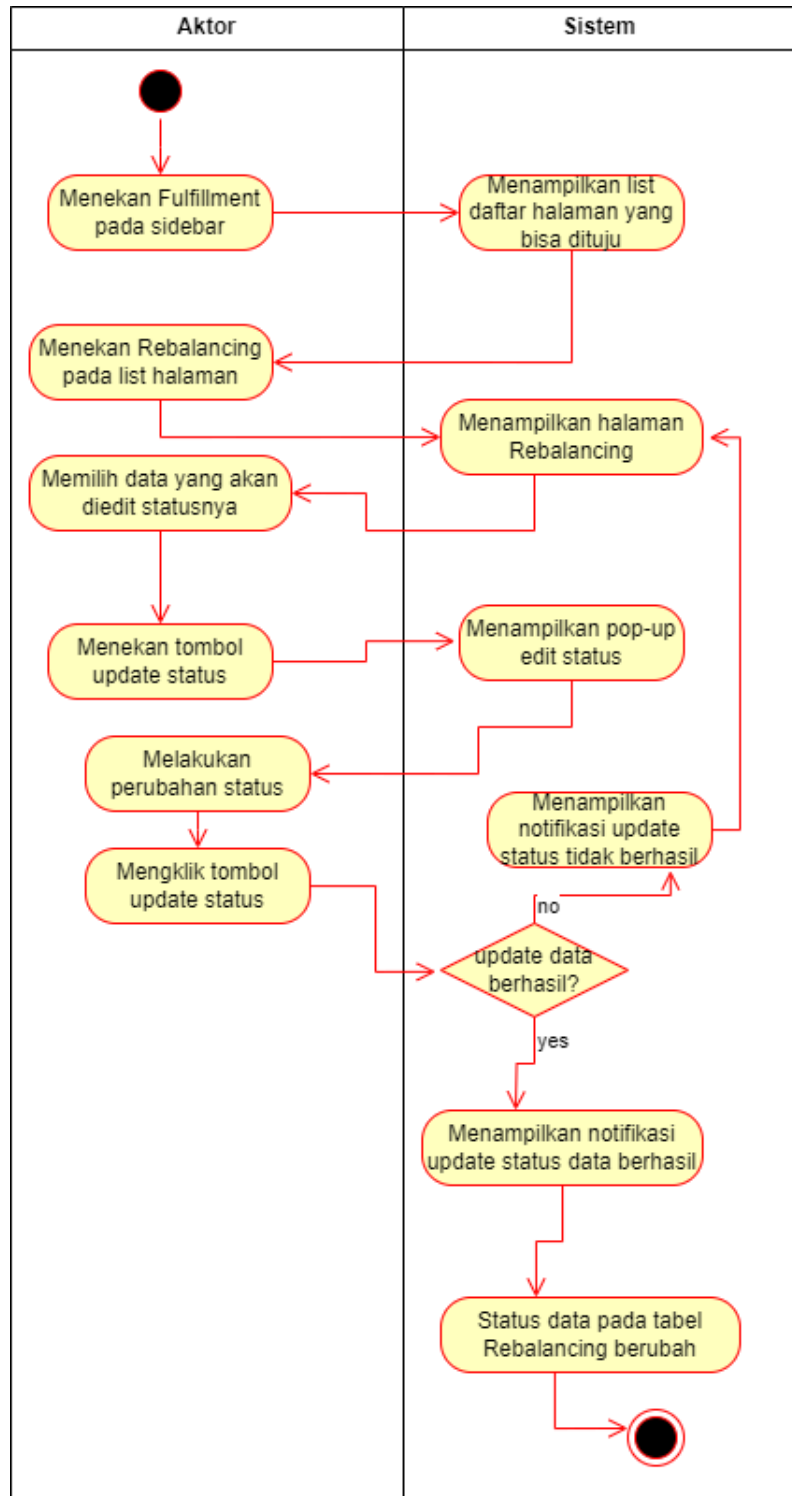 Aktor
Sistem
Menekan Fulfillment
pada sidebar
Menampilkan list
daftar halaman yang
bisa dituju
Menekan Rebalancing
pada list halaman
Menampilkan halaman
Rebalancing
Memilih data yang akan
diedit statusnya
Menekan tombol
update status
Menampilkan pop-up
edit status
Melakukan
perubahan status
Mengklik tombol
update status
Menampilkan
notifikasi update
status tidak berhasil
no
update data
berhasil?
yes
Menampilkan notifikasi
update status data berhasil
Status data pada tabel
Rebalancing berubah